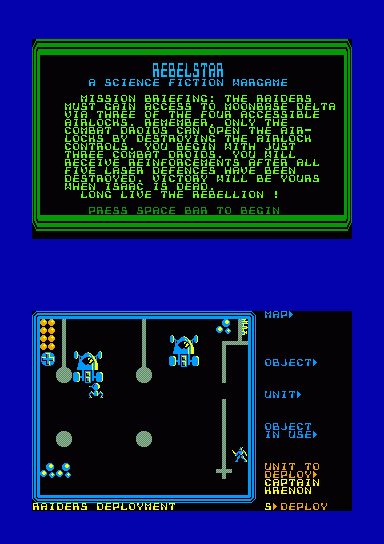 REBELSTAR
A SCIENCE FICTION WARGAME
MISSION BRIEFING: THE RAIDERS
MUST GAIN ACCESS TO MOONBASE DELTA
VIA THREE OF THE FOUR ACCESSIBLE
AIRLOCKS. REMEMBER, ONLY THE
COMBAT DROIDS CAN OPEN THE AIR-
LOCKS BY DESTROYING THE AIRLOCK
CONTROLS. YOU BEGIN WITH JUST
THREE COMBAT DROIDS. YOU WILL
RECEIVE REINFORCEMENTS AFTER ALL
FIVE LASER DEFENCES HAVE BEEN
DESTROYED. VICTORY WILL BE YOURS
WHEN ISAAC IS DEAD.
LONG LIVE THE REBELLION !
PRESS SPACE BAR TO BEGIN
MAP
OBJECT
UNIT
OBJECT
IN USE
UNIT TO
DEPLOY
CAPTAIN
KRENON
RAIDERS DEPLOYMENT
S DEPLOY